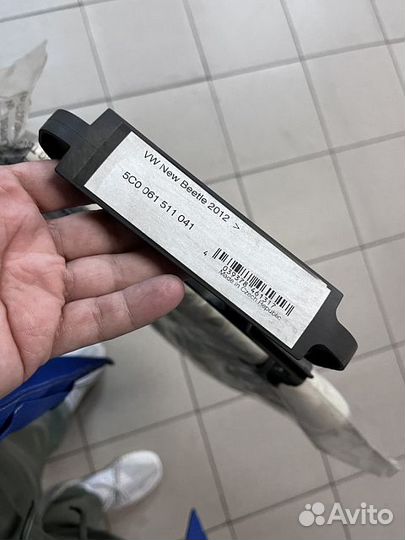 VW New Beetle 2012 >
5C0 061 511 041
Made in Czech Republic
Avito